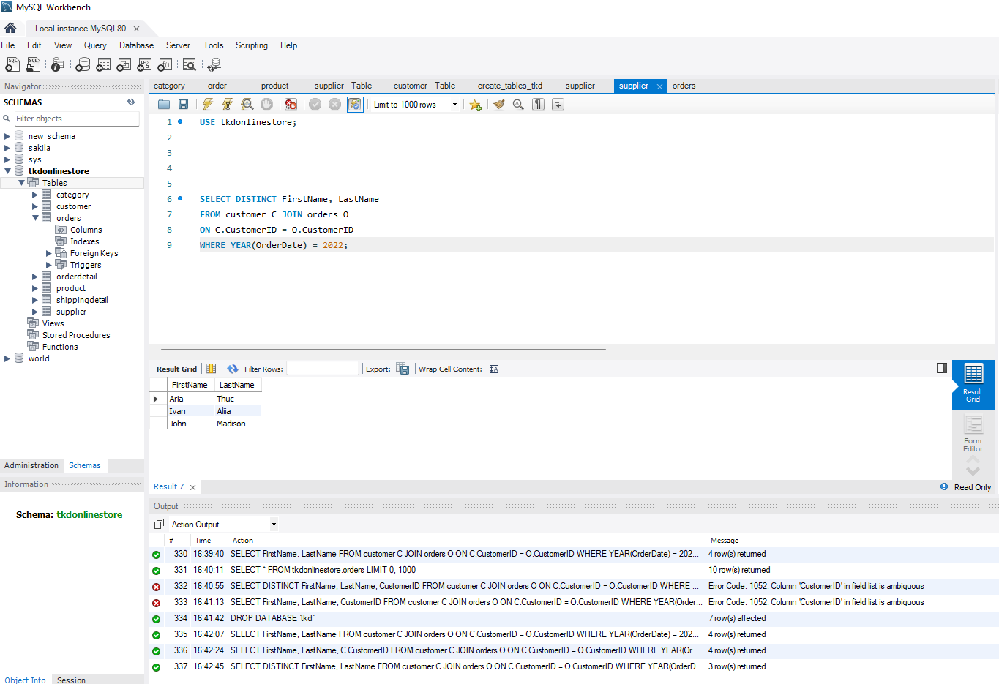 MySQL Workbench
Local instance MySQL80
File Edit View Query Database Server Tools Scripting Help
Navigator
SCHEMAS
Filter objects
new_schema
sakila
sys
tkdonlinestore
Tables
category
customer
orders
Columns
Indexes
Foreign Keys
Triggers
orderdetail
product
shippingdetail
supplier
Views
Stored Procedures
Functions
world
Administration Schemas
Information
Schema: tkdonlinestore
Object Info Session
category order product supplier - Table customer - Table create_tables_tkd supplier supplier orders
Limit to 1000 rows
1 USE tkdonlinestore;
2
3
4
5
6 SELECT DISTINCT FirstName, LastName
7 FROM customer C JOIN orders O
8 ON C.CustomerID = O.CustomerID
9 WHERE YEAR(OrderDate) = 2022;
Result Grid Filter Rows: Export: Wrap Cell Content:
FirstName LastName
Aria Thuc
Ivan Aliia
John Madison
Result Grid
Form Editor
Result 7
Read Only
Output
Action Output
# Time Action Message
330 16:39:40 SELECT FirstName, LastName FROM customer C JOIN orders O ON C.CustomerID = O.CustomerID WHERE YEAR(OrderDate) = 202... 4 row(s) returned
331 16:40:11 SELECT * FROM tkdonlinestore.orders LIMIT 0, 1000 10 row(s) returned
332 16:40:55 SELECT DISTINCT FirstName, LastName, CustomerID FROM customer C JOIN orders O ON C.CustomerID = O.CustomerID WHERE ... Error Code: 1052. Column 'CustomerID' in field list is ambiguous
333 16:41:13 SELECT FirstName, LastName, CustomerID FROM customer C JOIN orders O ON C.CustomerID = O.CustomerID WHERE YEAR(Order... Error Code: 1052. Column 'CustomerID' in field list is ambiguous
334 16:41:42 DROP DATABASE `tkd` 7 row(s) affected
335 16:42:07 SELECT FirstName, LastName FROM customer C JOIN orders O ON C.CustomerID = O.CustomerID WHERE YEAR(OrderDate) = 202... 4 row(s) returned
336 16:42:24 SELECT FirstName, LastName, C.CustomerID FROM customer C JOIN orders O ON C.CustomerID = O.CustomerID WHERE YEAR(Or... 4 row(s) returned
337 16:42:45 SELECT DISTINCT FirstName, LastName FROM customer C JOIN orders O ON C.CustomerID = O.CustomerID WHERE YEAR(OrderD... 3 row(s) returned